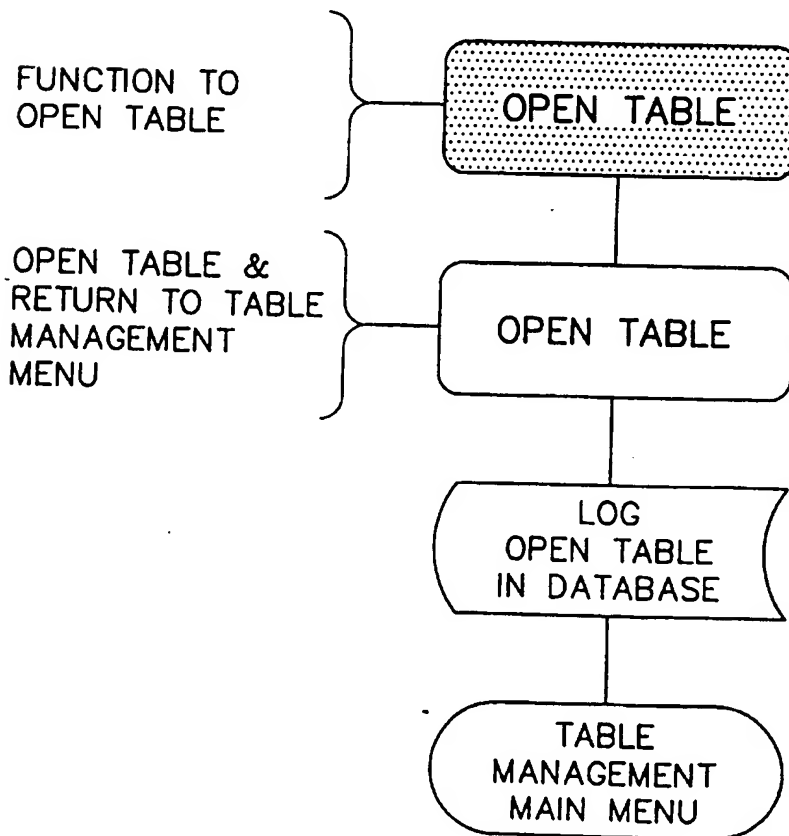 FUNCTION TO
OPEN TABLE
OPEN TABLE
OPEN TABLE &
RETURN TO TABLE
MANAGEMENT
MENU
OPEN TABLE
LOG
OPEN TABLE
IN DATABASE
TABLE
MANAGEMENT
MAIN MENU